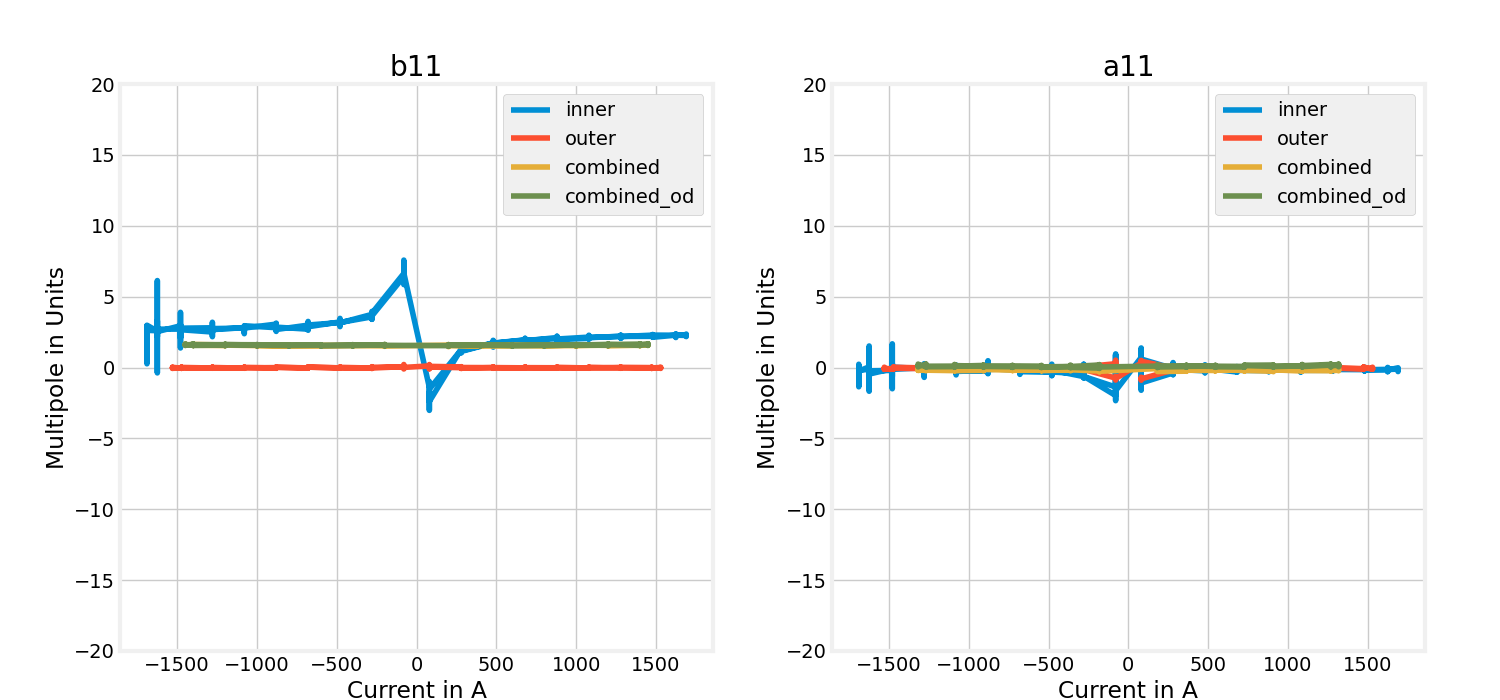 b11
20
15
10
5
0
−5
−10
−15
−20
Multipole in Units
inner
outer
combined
combined_od
−1500 −1000 −500 0 500 1000 1500
Current in A
a11
20
15
10
5
0
−5
−10
−15
−20
Multipole in Units
inner
outer
combined
combined_od
−1500 −1000 −500 0 500 1000 1500
Current in A